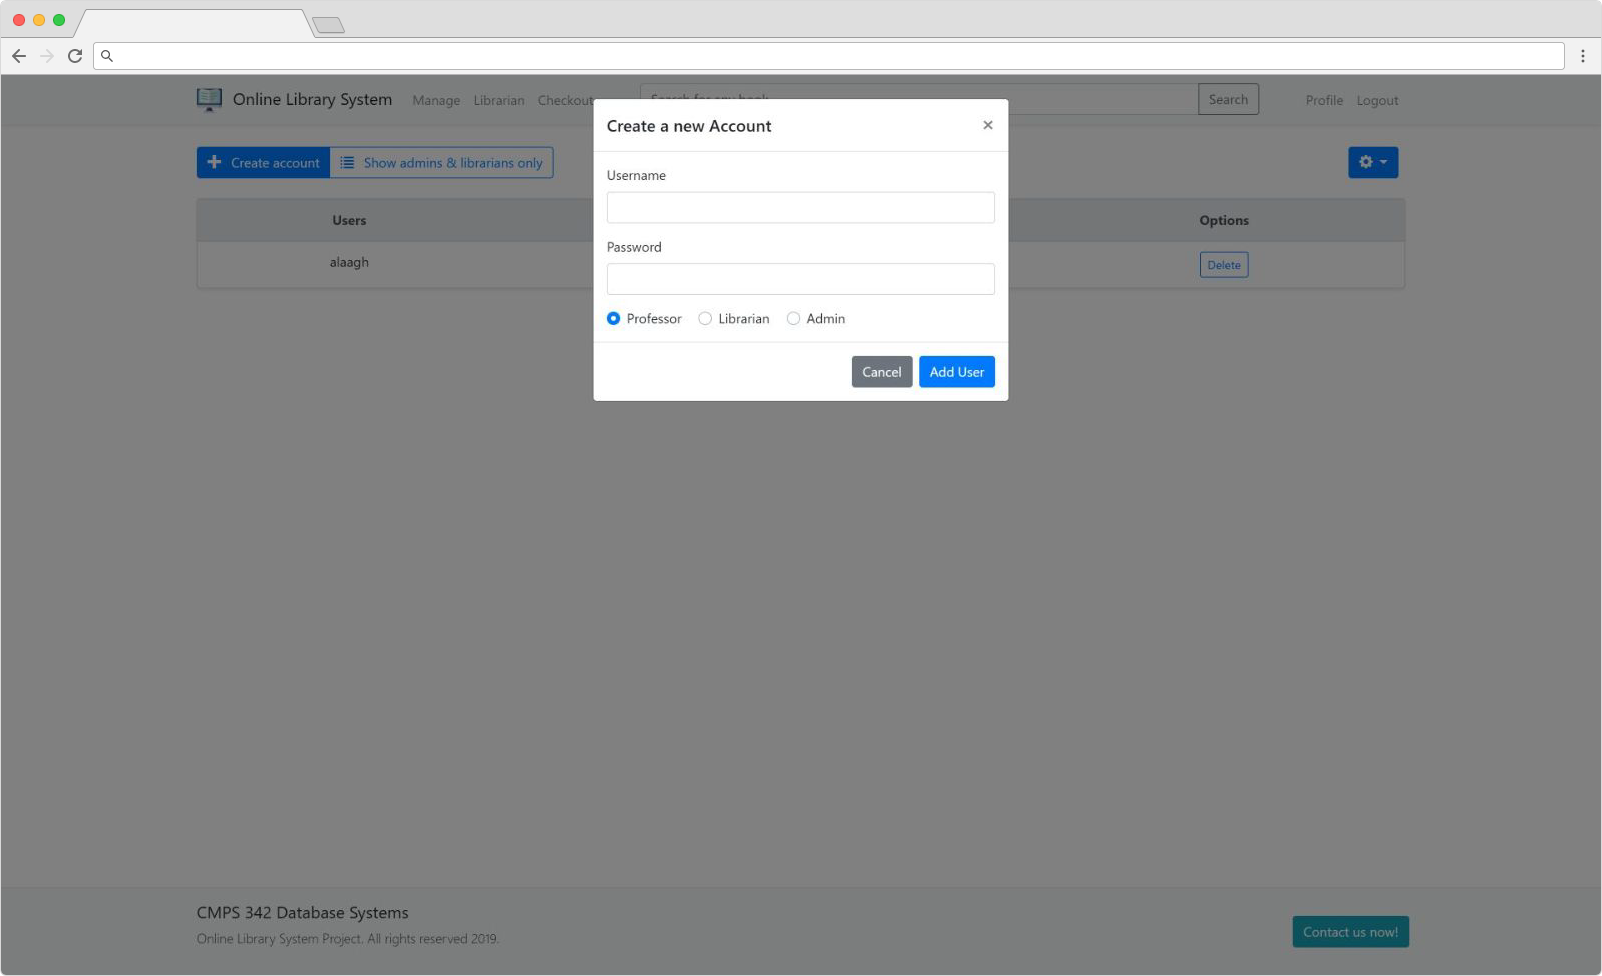 Online Library System Manage Librarian Checkout Search Profile Logout
Create a new Account ×
Create account Show admins & librarians only
Username
Users Options
Password
alaagh Delete
Professor Librarian Admin
Cancel Add User
CMPS 342 Database Systems
Online Library System Project. All rights reserved 2019.
Contact us now!